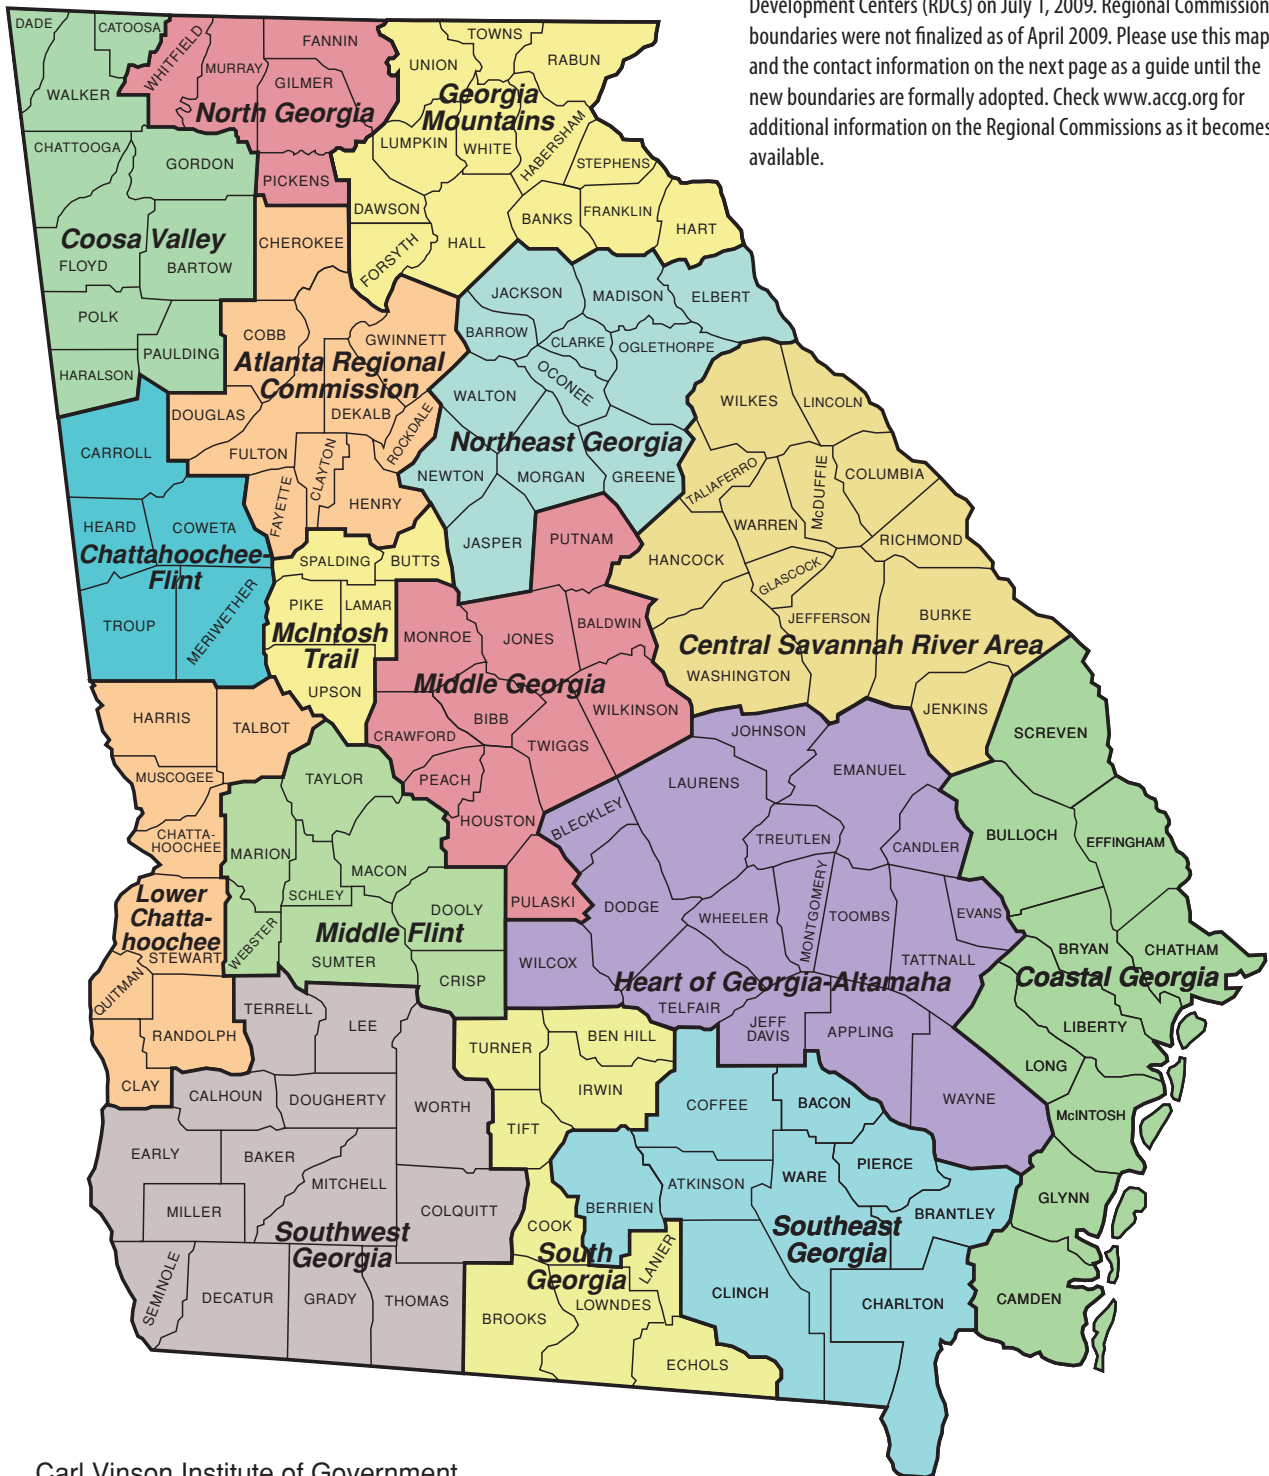 Development Centers (RDCs) on July 1, 2009. Regional Commission
boundaries were not finalized as of April 2009. Please use this map
and the contact information on the next page as a guide until the
new boundaries are formally adopted. Check www.accg.org for
additional information on the Regional Commissions as it becomes
available.
DADE
CATOOSA
WALKER
CHATTOOGA
GORDON
Coosa Valley
FLOYD
BARTOW
POLK
PAULDING
HARALSON
WHITFIELD
MURRAY
FANNIN
GILMER
North Georgia
PICKENS
TOWNS
UNION
RABUN
Georgia
Mountains
LUMPKIN
WHITE
HABERSHAM
STEPHENS
DAWSON
BANKS
FRANKLIN
HART
FORSYTH
HALL
CHEROKEE
COBB
GWINNETT
Atlanta Regional
Commission
DOUGLAS
DEKALB
ROCKDALE
FULTON
CLAYTON
FAYETTE
HENRY
JACKSON
MADISON
ELBERT
BARROW
CLARKE
OGLETHORPE
OCONEE
WALTON
Northeast Georgia
NEWTON
MORGAN
GREENE
JASPER
WILKES
LINCOLN
TALIAFERRO
McDUFFIE
COLUMBIA
WARREN
RICHMOND
HANCOCK
GLASCOCK
JEFFERSON
BURKE
Central Savannah River Area
WASHINGTON
JENKINS
CARROLL
HEARD
COWETA
Chattahoochee-
Flint
TROUP
MERIWETHER
SPALDING
BUTTS
PIKE
LAMAR
McIntosh
Trail
UPSON
PUTNAM
BALDWIN
MONROE
JONES
Middle Georgia
BIBB
WILKINSON
CRAWFORD
TWIGGS
PEACH
HOUSTON
PULASKI
HARRIS
TALBOT
MUSCOGEE
CHATTA-
HOOCHEE
Lower
Chatta-
hoochee
STEWART
QUITMAN
RANDOLPH
CLAY
TAYLOR
MARION
MACON
SCHLEY
DOOLY
WEBSTER
Middle Flint
SUMTER
CRISP
JOHNSON
LAURENS
EMANUEL
BLECKLEY
TREUTLEN
CANDLER
DODGE
WHEELER
MONTGOMERY
TOOMBS
EVANS
TATTNALL
WILCOX
Heart of Georgia-Altamaha
TELFAIR
JEFF
DAVIS
APPLING
WAYNE
SCREVEN
BULLOCH
EFFINGHAM
BRYAN
CHATHAM
Coastal Georgia
LIBERTY
LONG
McINTOSH
GLYNN
CAMDEN
TERRELL
LEE
CALHOUN
DOUGHERTY
WORTH
EARLY
BAKER
MITCHELL
MILLER
COLQUITT
Southwest
Georgia
SEMINOLE
DECATUR
GRADY
THOMAS
TURNER
BEN HILL
IRWIN
TIFT
COOK
LANIER
South
Georgia
LOWNDES
BROOKS
ECHOLS
COFFEE
BACON
WARE
PIERCE
ATKINSON
BERRIEN
BRANTLEY
Southeast
Georgia
CLINCH
CHARLTON
Carl Vinson Institute of Government